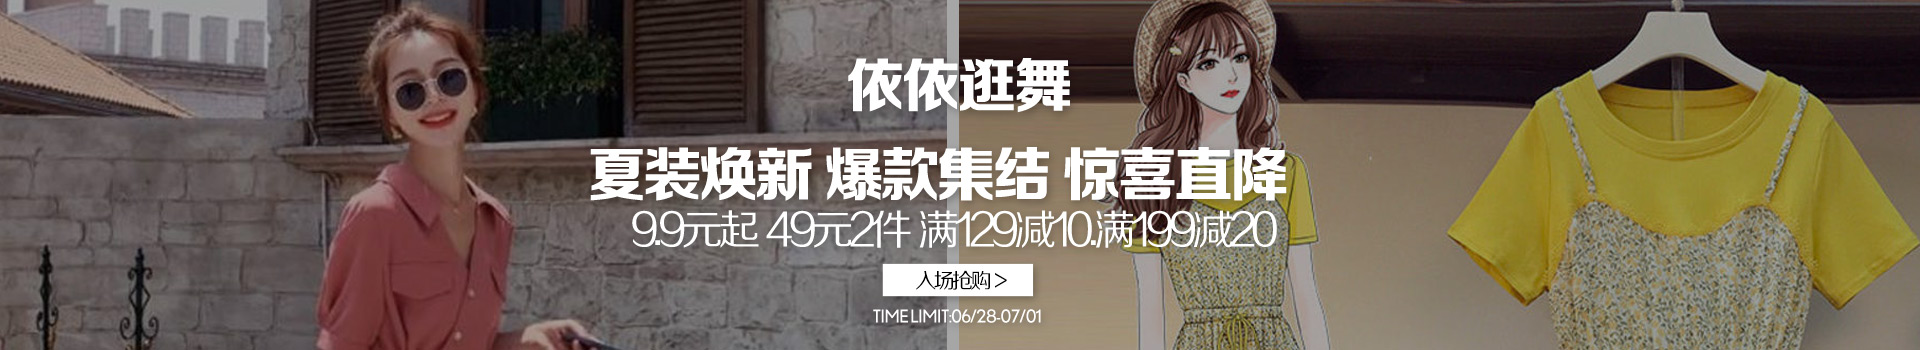 依依逛舞
夏装焕新 爆款集结 惊喜直降
9.9元起 49元2件 满129减10.满199减20
入场抢购 >
TIME LIMIT:06/28-07/01